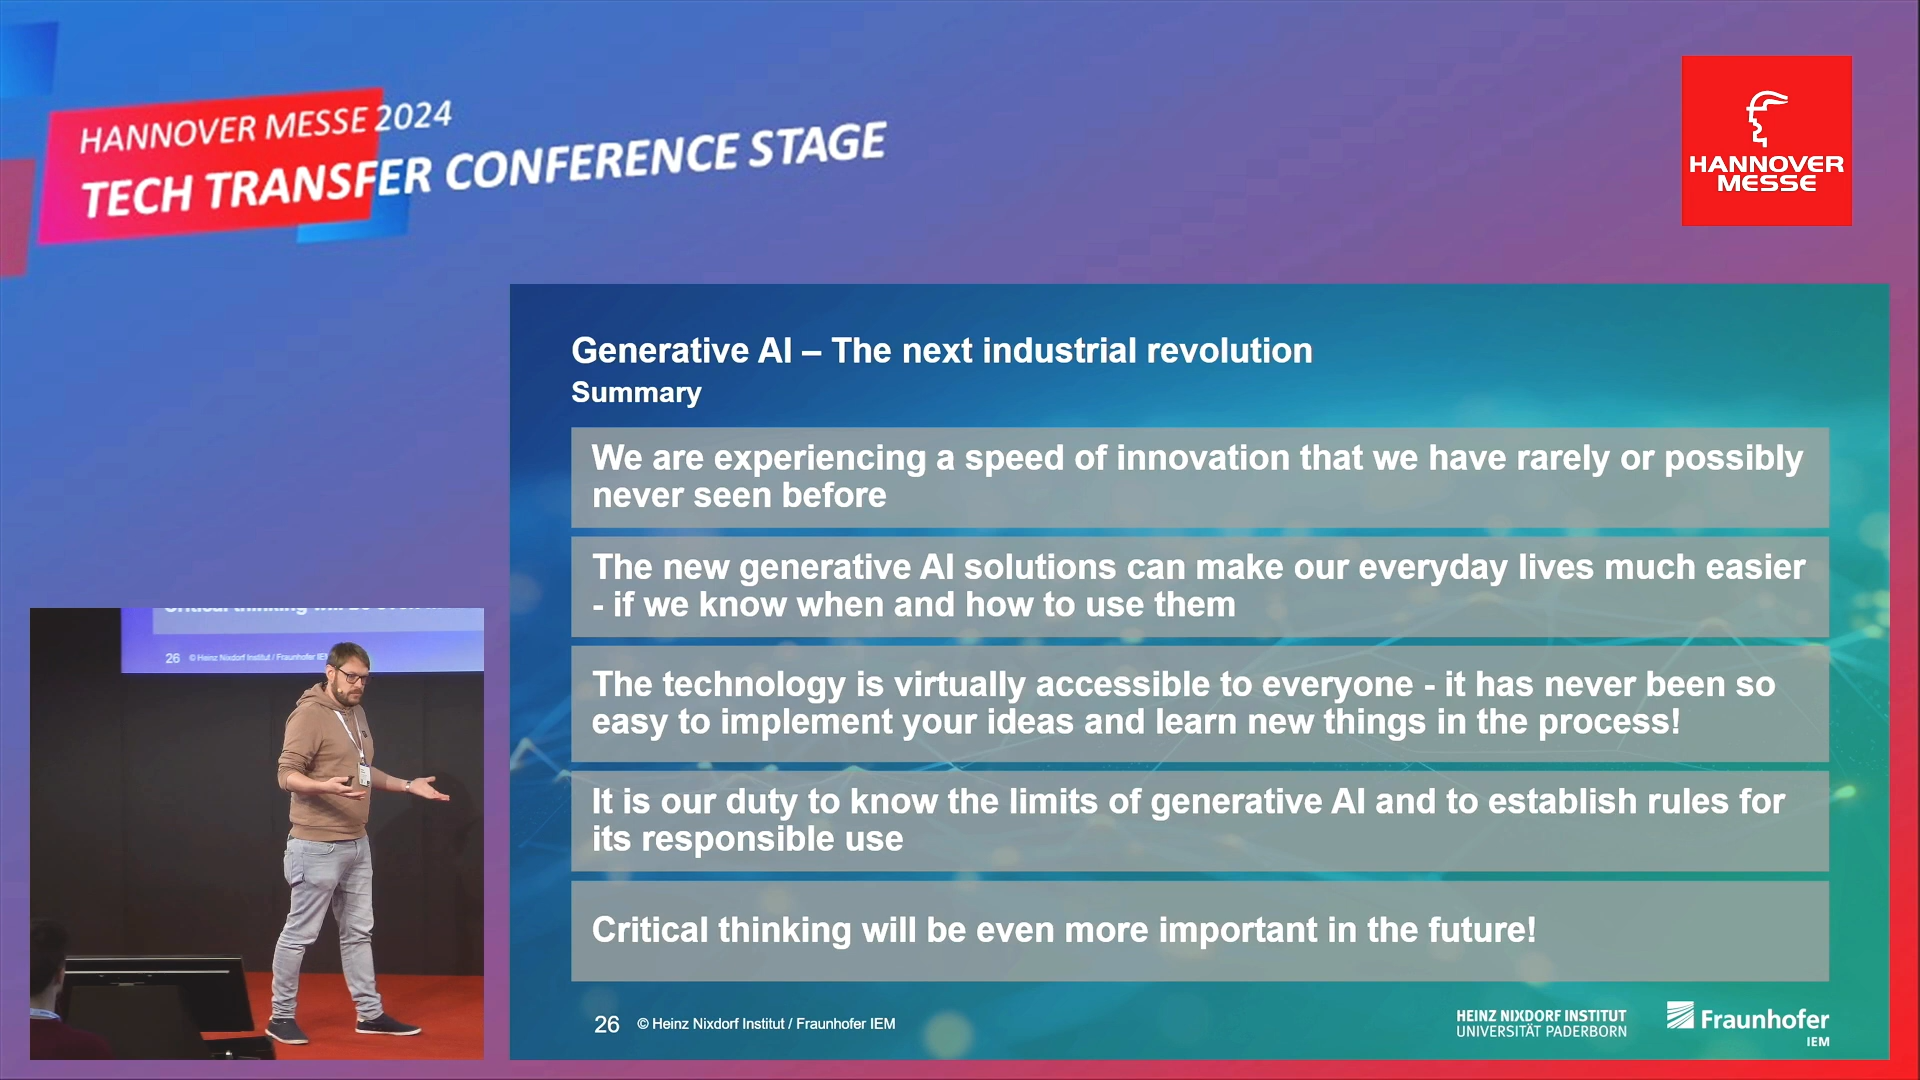 HANNOVER MESSE 2024
TECH TRANSFER CONFERENCE STAGE
HANNOVER
MESSE
Generative AI – The next industrial revolution
Summary
We are experiencing a speed of innovation that we have rarely or possibly
never seen before
The new generative AI solutions can make our everyday lives much easier
- if we know when and how to use them
The technology is virtually accessible to everyone - it has never been so
easy to implement your ideas and learn new things in the process!
It is our duty to know the limits of generative AI and to establish rules for
its responsible use
Critical thinking will be even more important in the future!
26 © Heinz Nixdorf Institut / Fraunhofer IEM
HEINZ NIXDORF INSTITUT
UNIVERSITÄT PADERBORN
Fraunhofer
IEM
26 © Heinz Nixdorf Institut / Fraunhofer IE